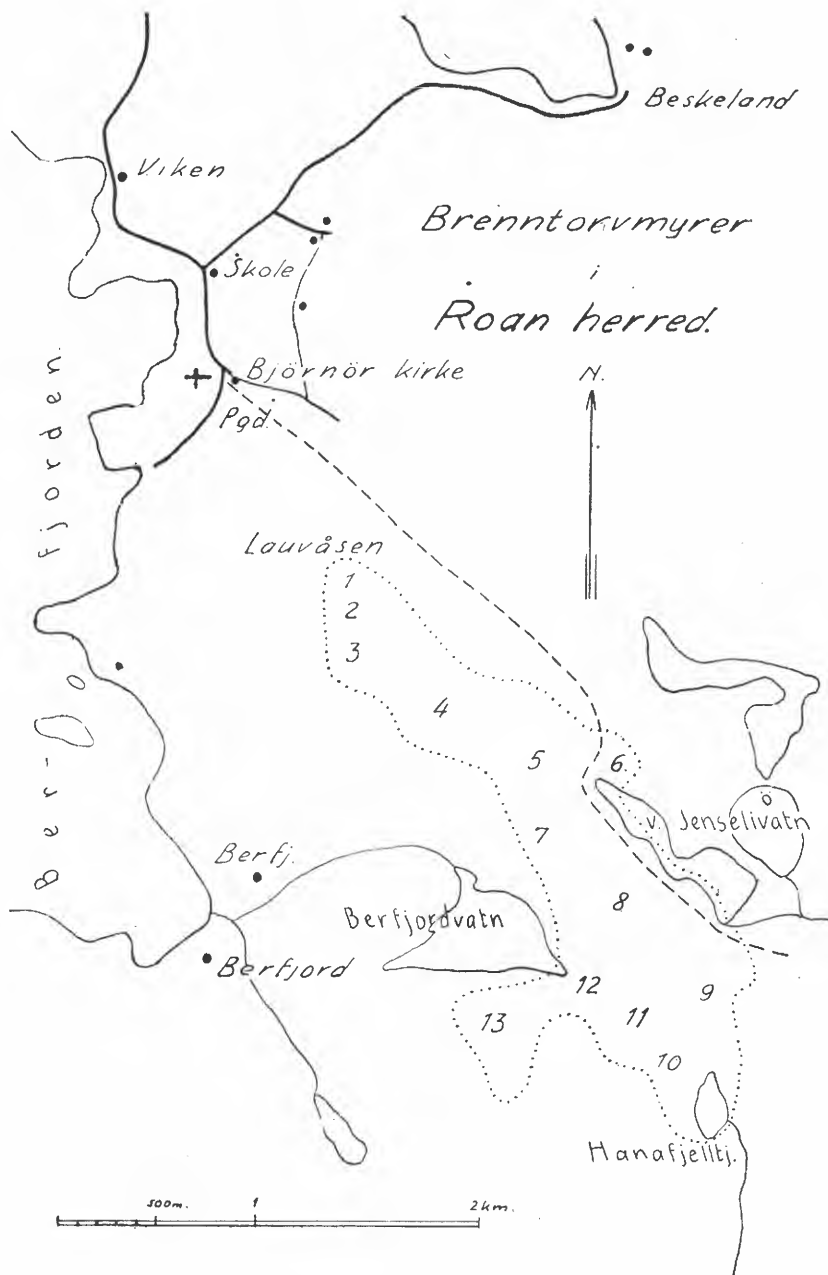 Beskeland
Viken
Brenntorvmyrer
i
Roan herred.
Skole
Björnör kirke
N.
Pgd.
Ber-fjorden
Lauvåsen
1
2
3
4
5
6
7
v. Jenselivatn
ö
Berfj.
8
Berfjordvatn
Berfjord
9
12
13
11
10
Hanafjelltj.
500m. 1 2km.